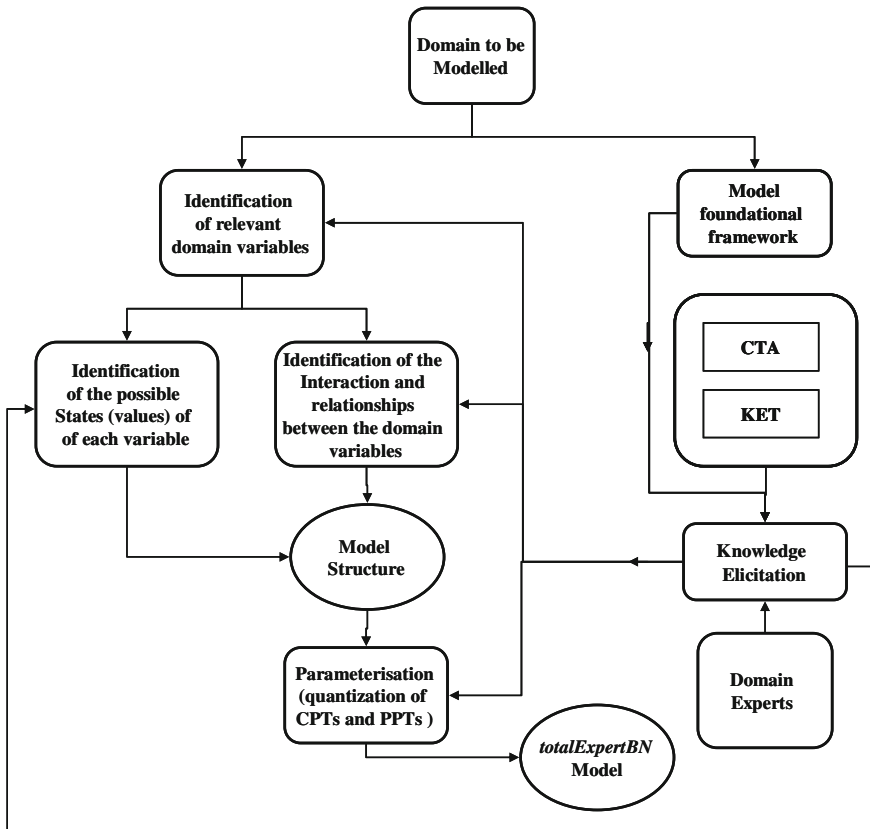 Domain to be
Modelled
Identification
of relevant
domain variables
Model
foundational
framework
Identification
of the possible
States (values) of
of each variable
Identification of the
Interaction and
relationships
between the domain
variables
CTA
KET
Model
Structure
Knowledge
Elicitation
Parameterisation
(quantization of
CPTs and PPTs )
Domain
Experts
totalExpertBN
Model